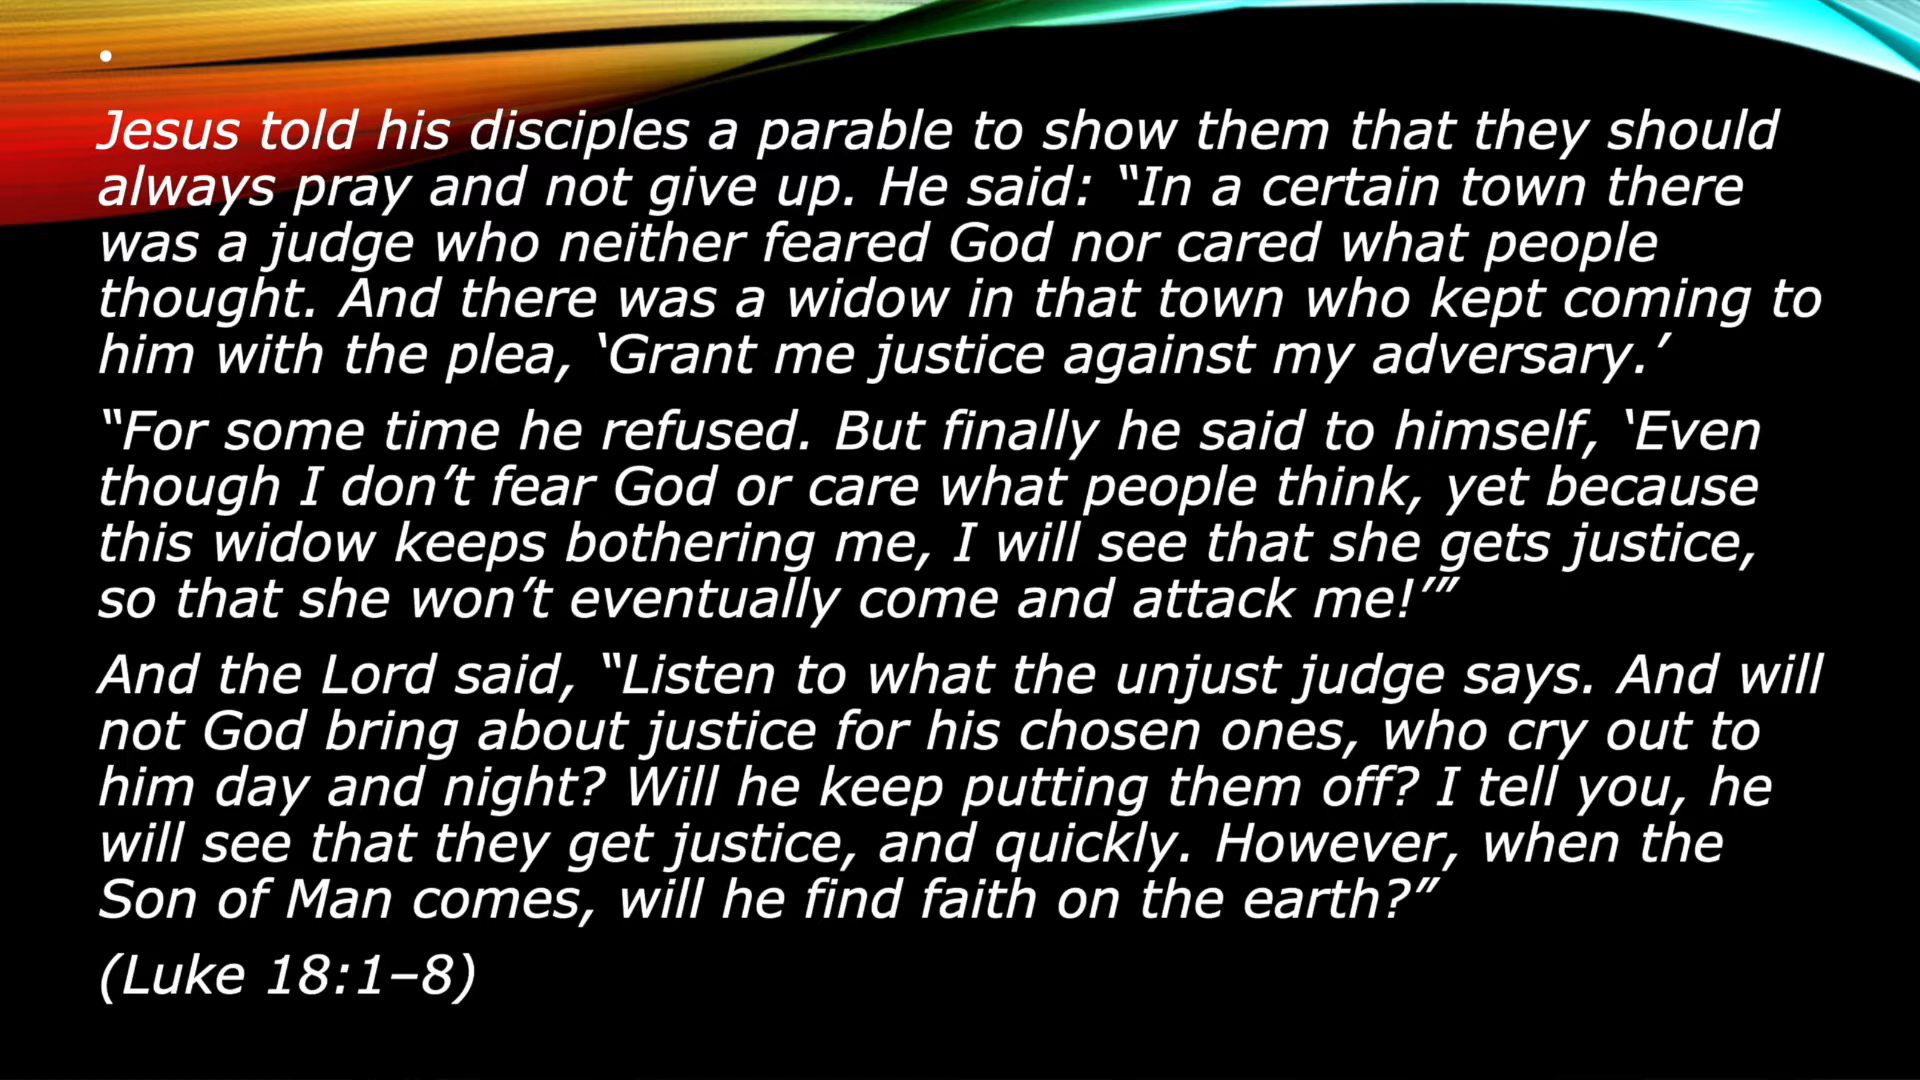 Jesus told his disciples a parable to show them that they should
always pray and not give up. He said: “In a certain town there
was a judge who neither feared God nor cared what people
thought. And there was a widow in that town who kept coming to
him with the plea, ‘Grant me justice against my adversary.’
“For some time he refused. But finally he said to himself, ‘Even
though I don’t fear God or care what people think, yet because
this widow keeps bothering me, I will see that she gets justice,
so that she won’t eventually come and attack me!’”
And the Lord said, “Listen to what the unjust judge says. And will
not God bring about justice for his chosen ones, who cry out to
him day and night? Will he keep putting them off? I tell you, he
will see that they get justice, and quickly. However, when the
Son of Man comes, will he find faith on the earth?”
(Luke 18:1–8)